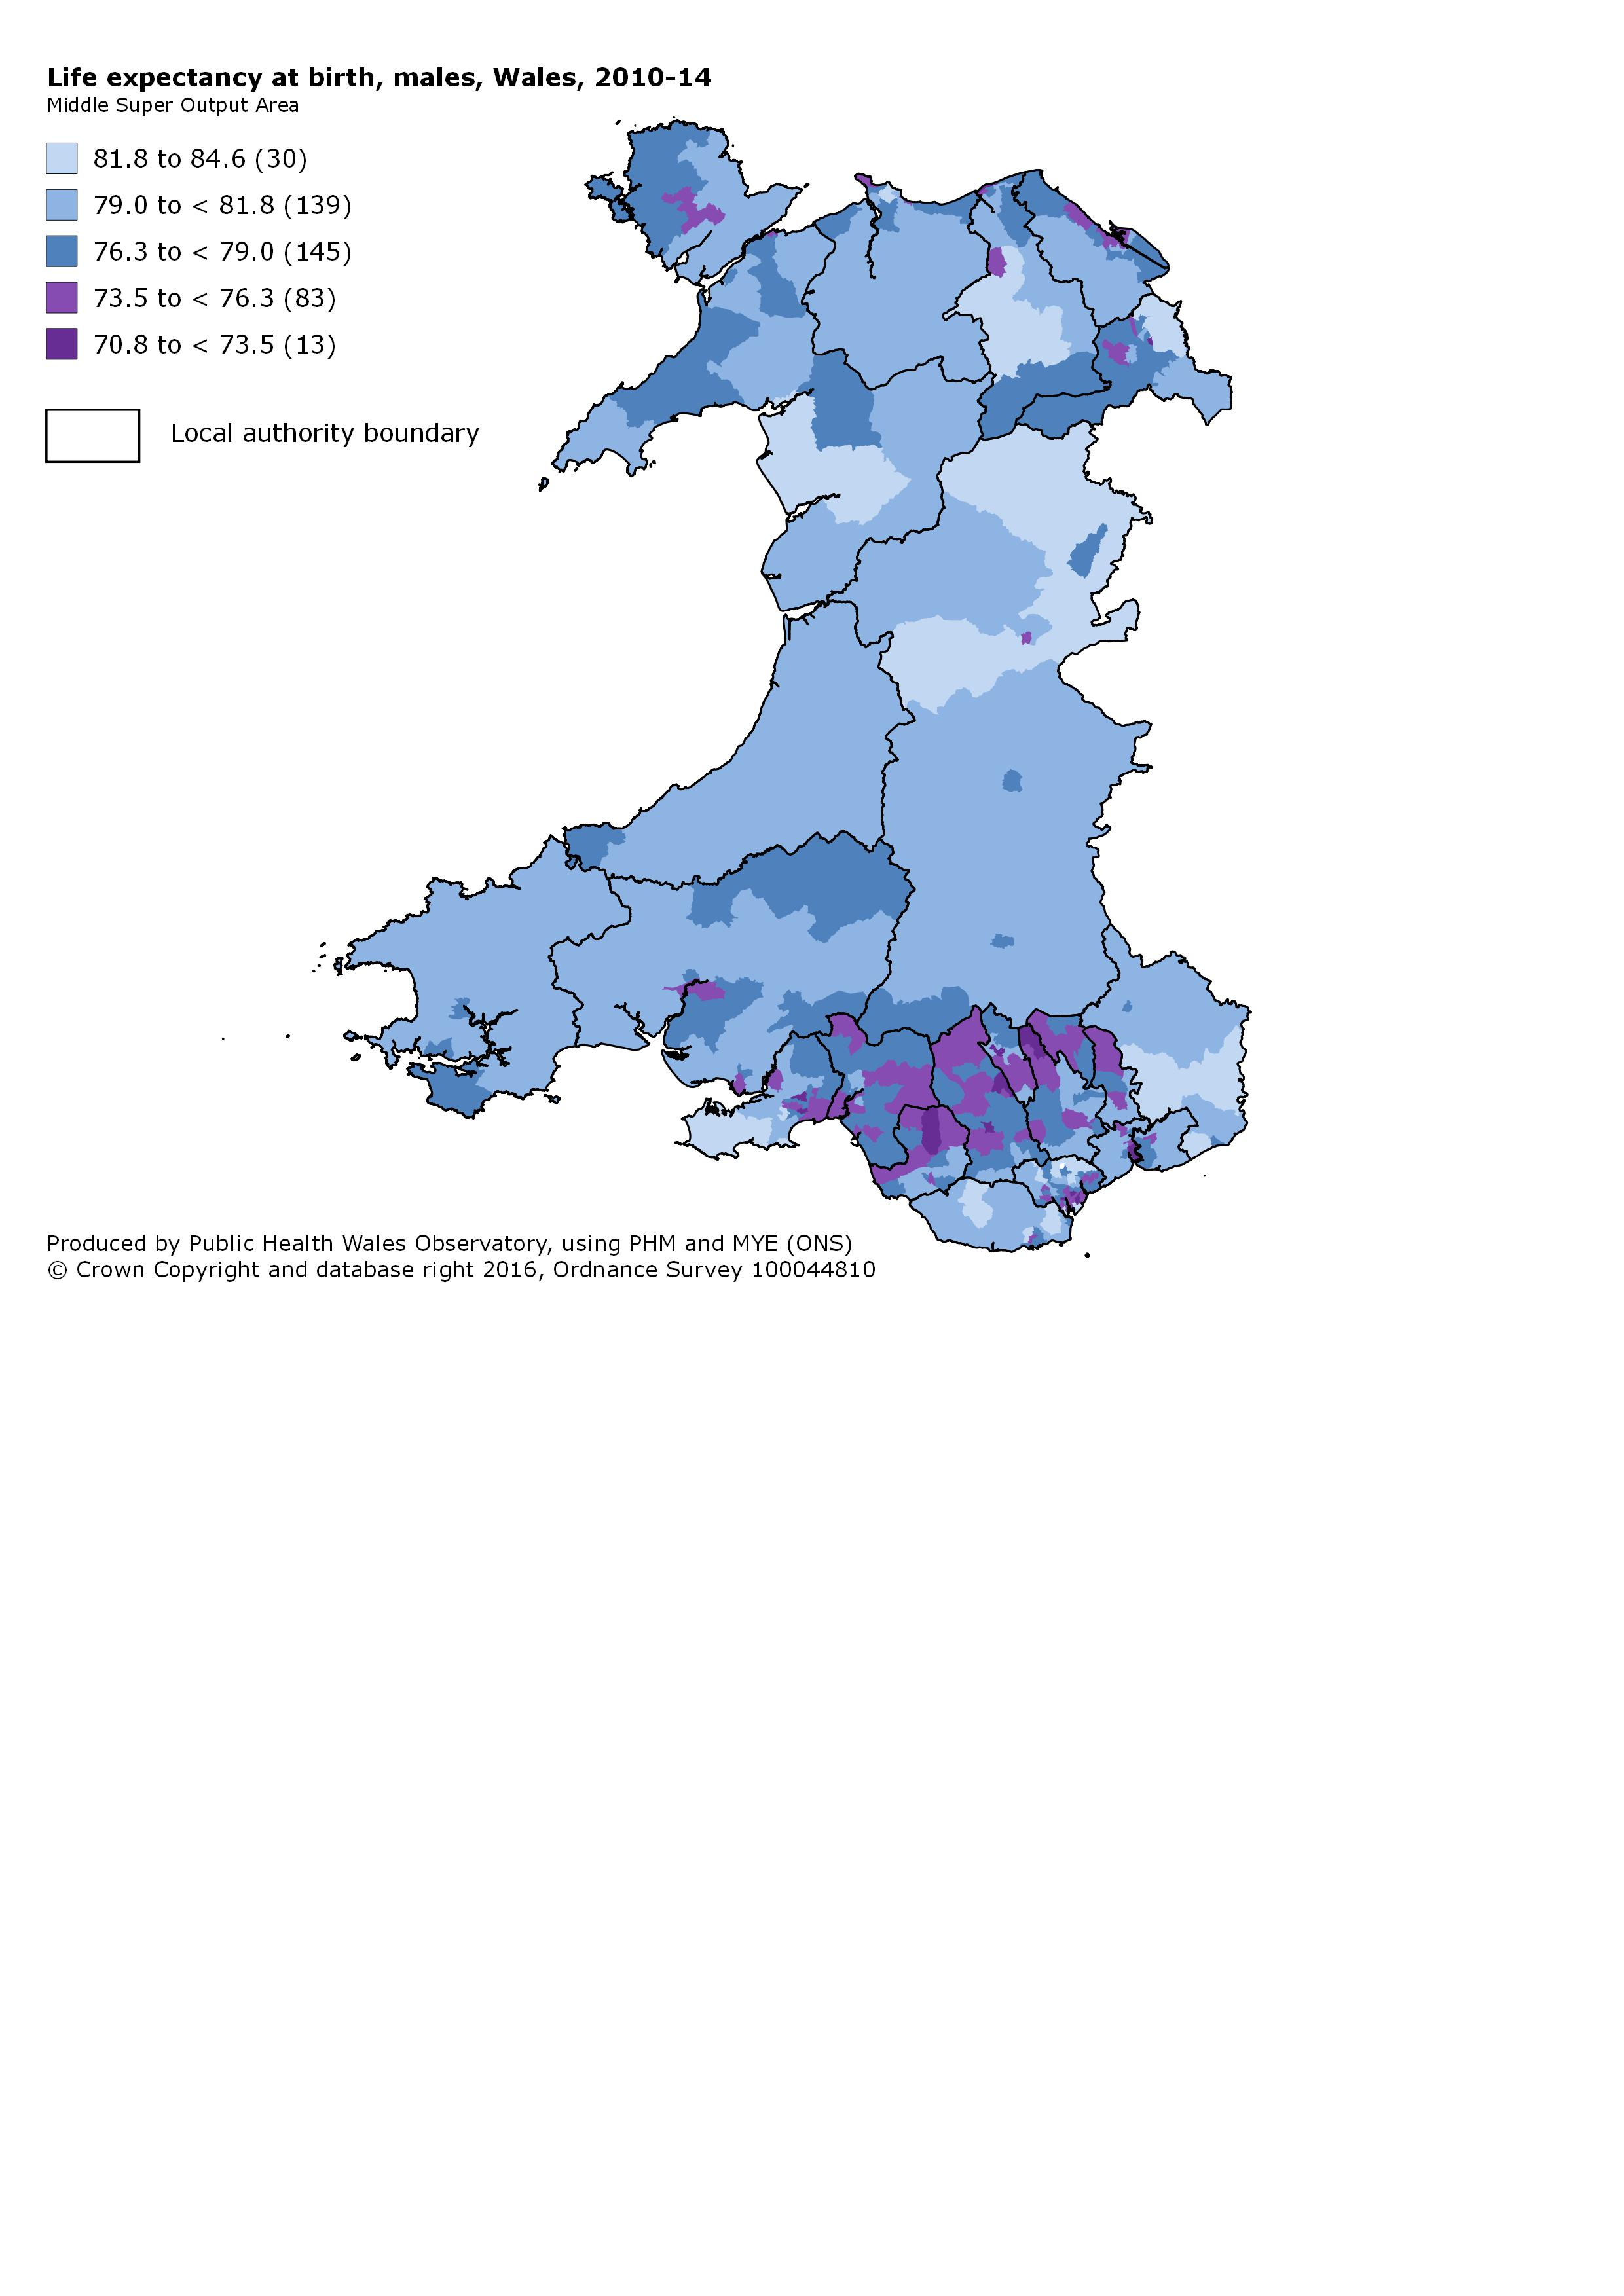 Life expectancy at birth, males, Wales, 2010-14
Middle Super Output Area
81.8 to 84.6 (30)
79.0 to < 81.8 (139)
76.3 to < 79.0 (145)
73.5 to < 76.3 (83)
70.8 to < 73.5 (13)
Local authority boundary
Produced by Public Health Wales Observatory, using PHM and MYE (ONS)
© Crown Copyright and database right 2016, Ordnance Survey 100044810